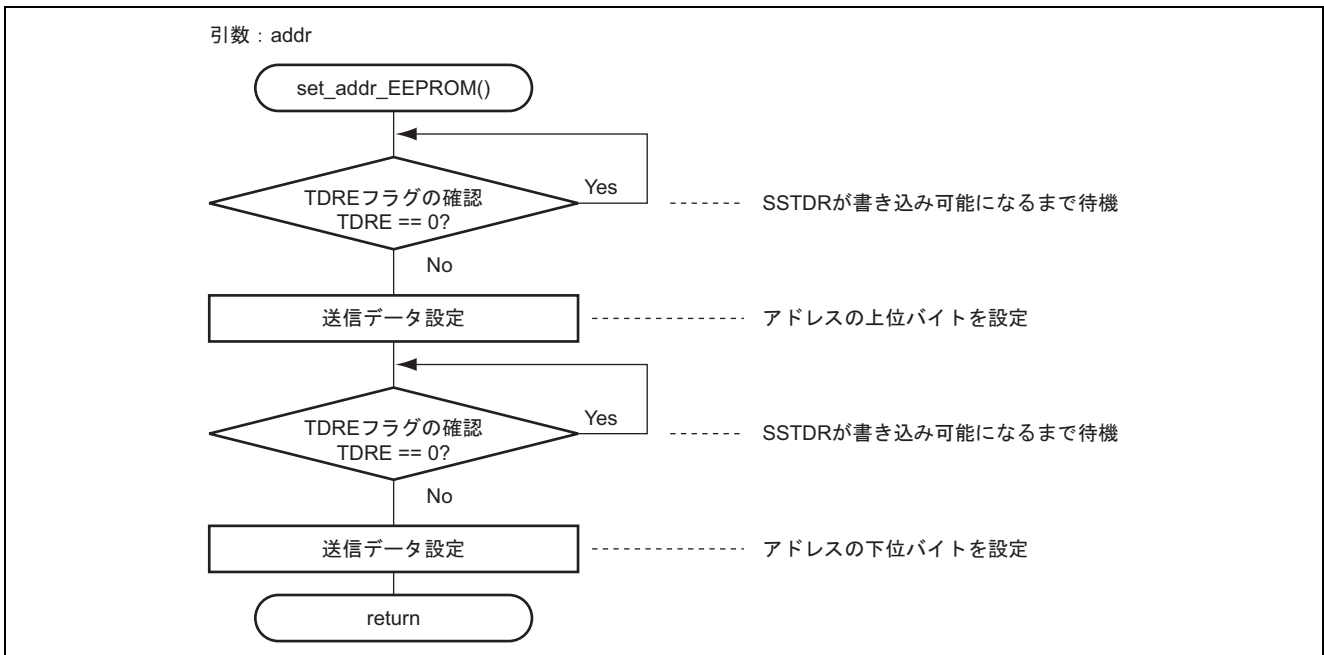 引数：addr
set_addr_EEPROM()
TDREフラグの確認
TDRE == 0?
Yes
SSTDRが書き込み可能になるまで待機
No
送信データ設定
アドレスの上位バイトを設定
TDREフラグの確認
TDRE == 0?
Yes
SSTDRが書き込み可能になるまで待機
No
送信データ設定
アドレスの下位バイトを設定
return